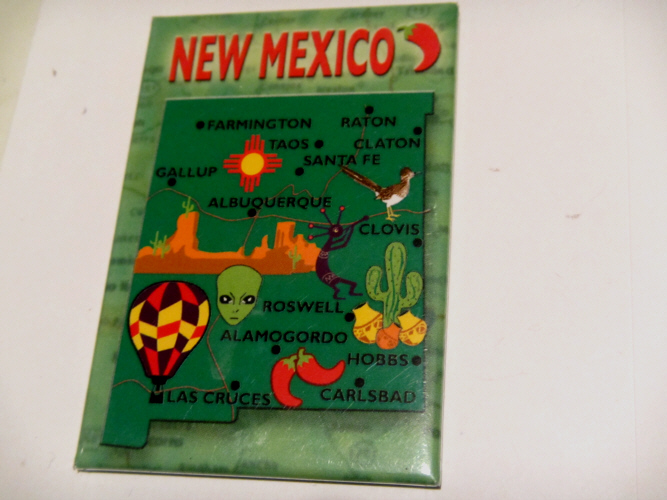 NEW MEXICO
FARMINGTON
RATON
TAOS
CLATON
SANTA FE
GALLUP
ALBUQUERQUE
CLOVIS
ROSWELL
ALAMOGORDO
HOBBS
LAS CRUCES
CARLSBAD